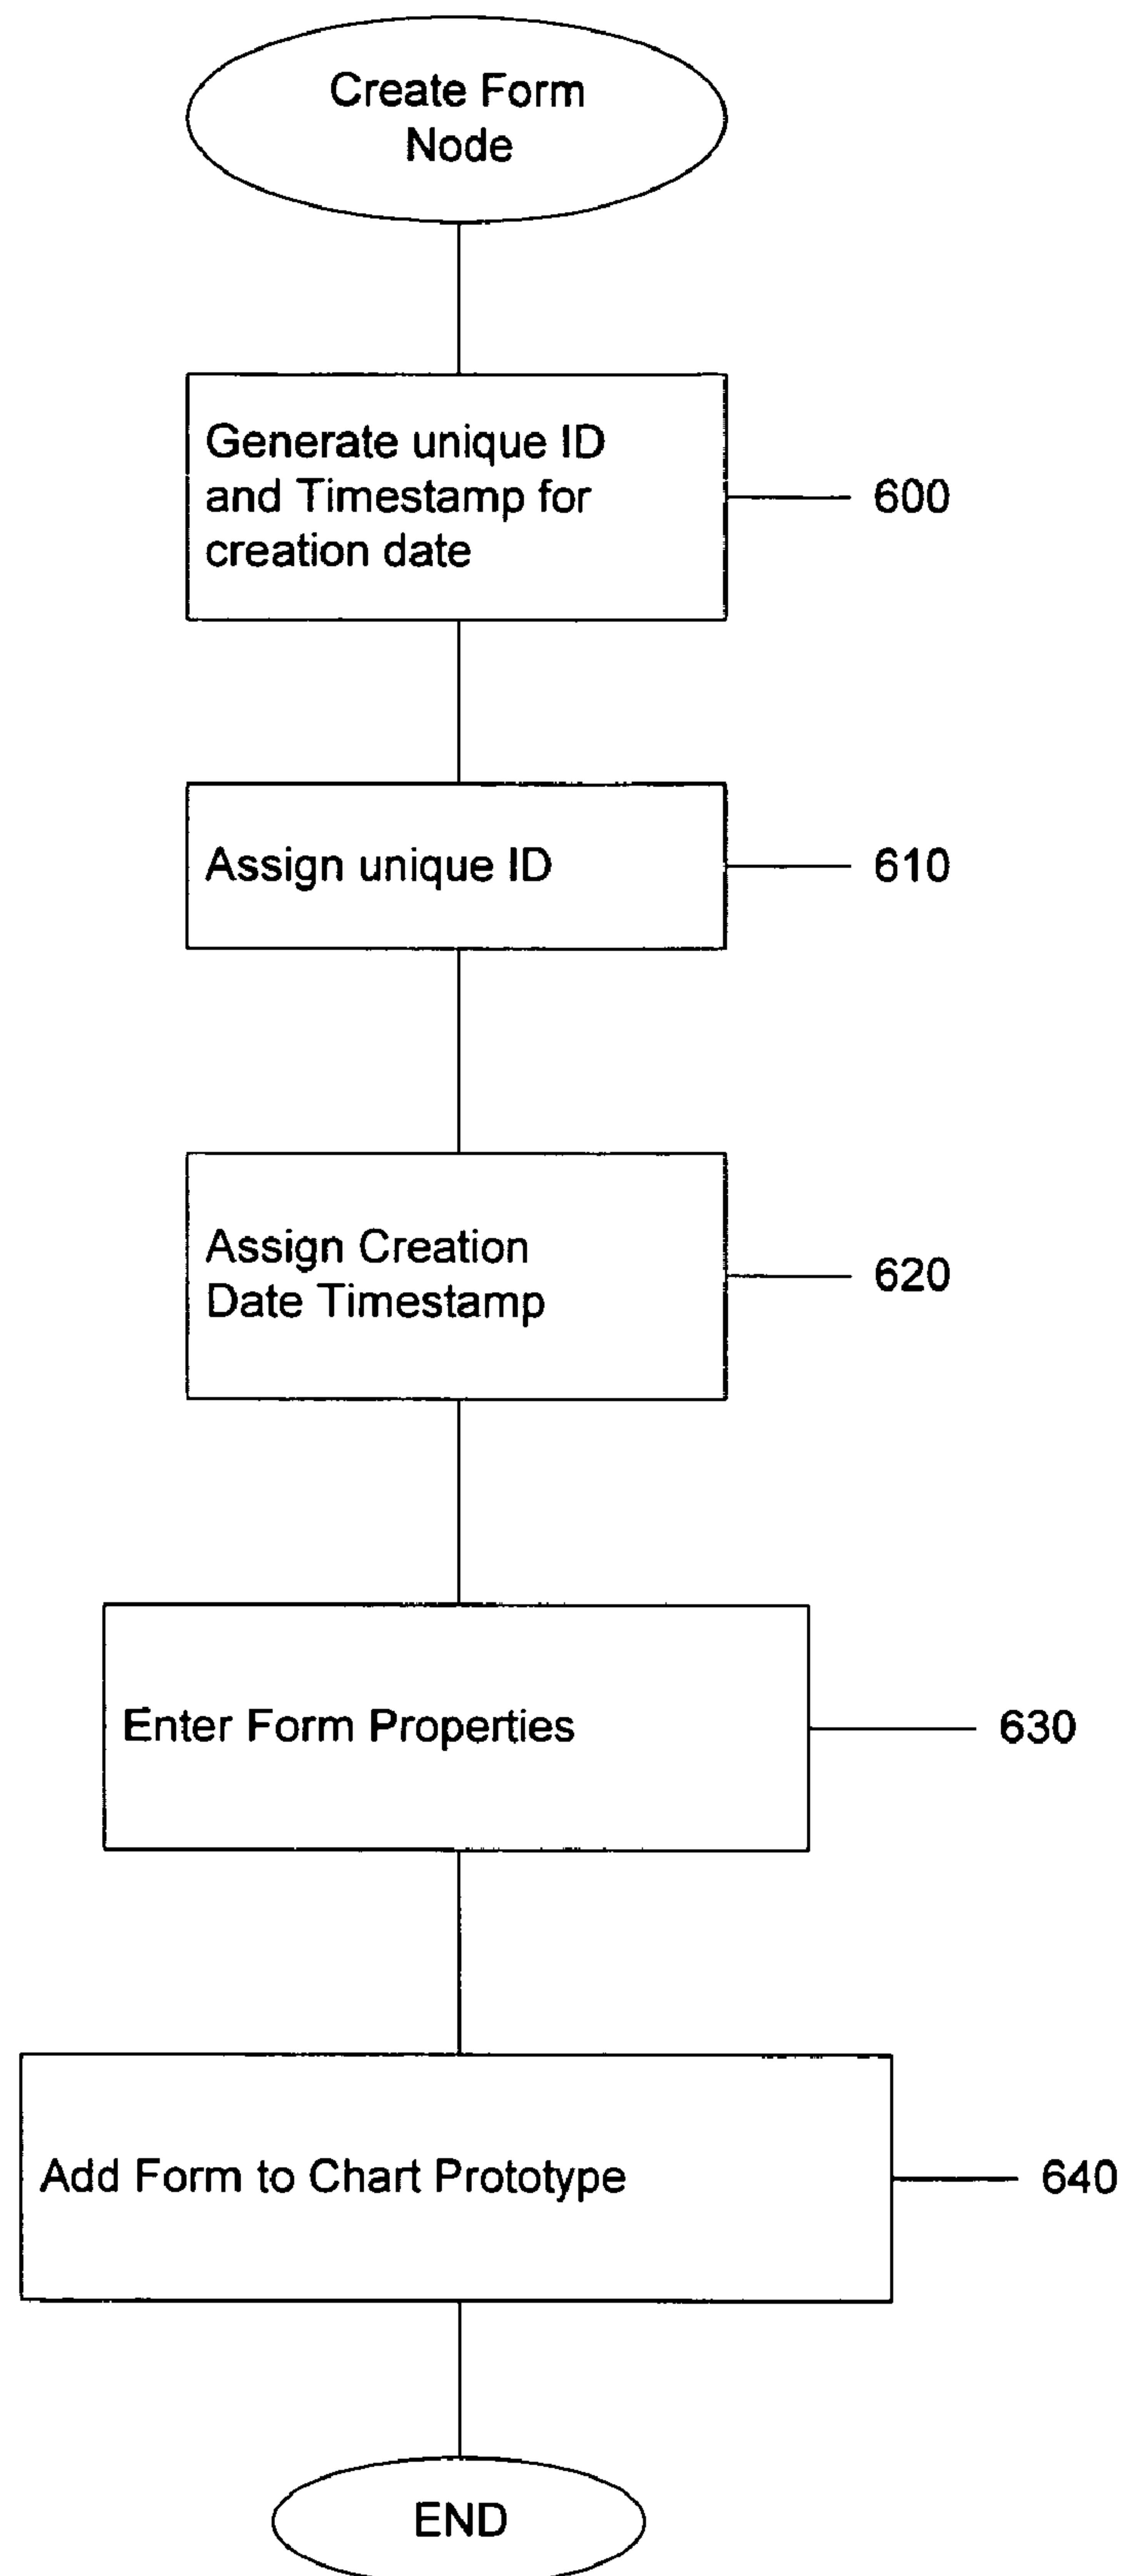 Create Form
Node
Generate unique ID
and Timestamp for
creation date
600
Assign unique ID
610
Assign Creation
Date Timestamp
620
Enter Form Properties
630
Add Form to Chart Prototype
640
END